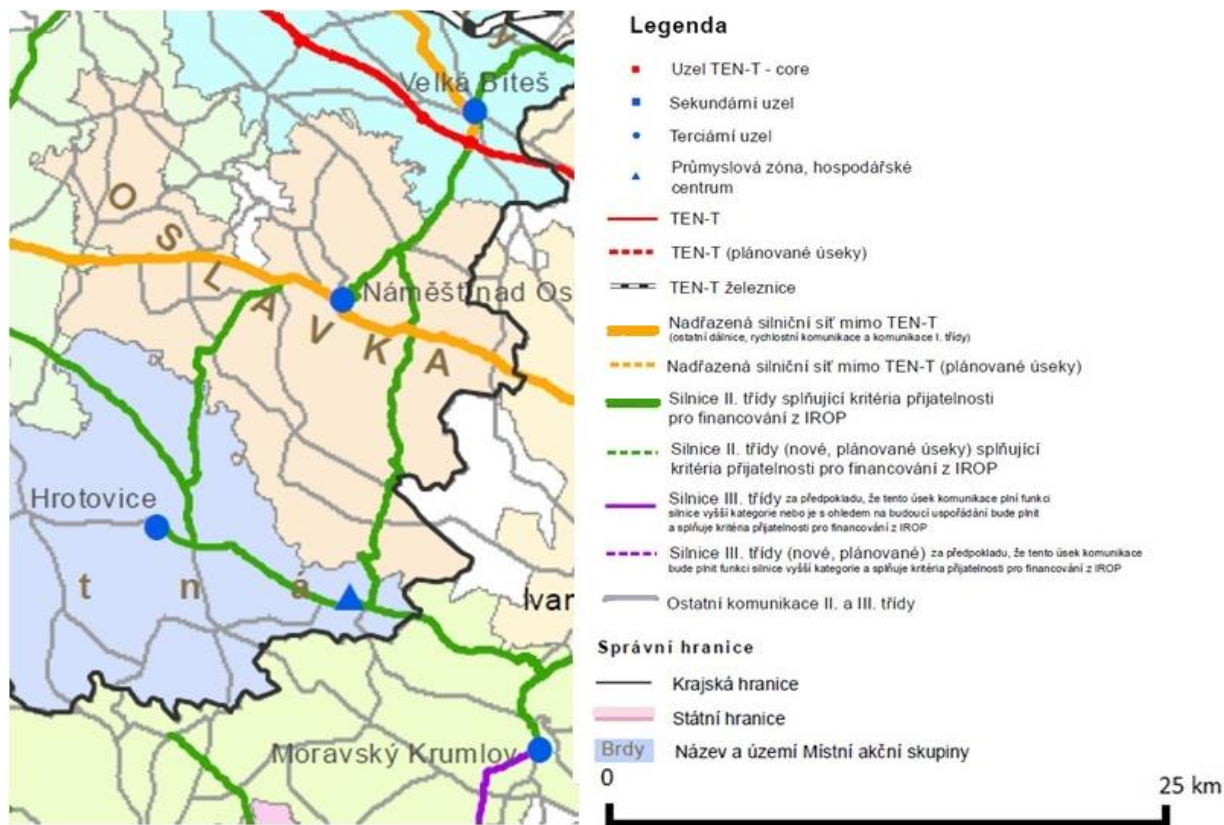 y
Velká Bíteš
O
S
L
A
V
K
A
Náměšť nad Os
Hrotovice
t n á
Ivan
Moravský Krumlov
Legenda
Uzel TEN-T - core
Sekundární uzel
Terciární uzel
Průmyslová zóna, hospodářské
centrum
TEN-T
TEN-T (plánované úseky)
TEN-T železnice
Nadřazená silniční síť mimo TEN-T
(ostatní dálnice, rychlostní komunikace a komunikace I. třídy)
Nadřazená silniční síť mimo TEN-T (plánované úseky)
Silnice II. třídy splňující kritéria přijatelnosti
pro financování z IROP
Silnice II. třídy (nové, plánované úseky) splňující
kritéria přijatelnosti pro financování z IROP
Silnice III. třídy za předpokladu, že tento úsek komunikace plní funkci
silnice vyšší kategorie nebo je s ohledem na budoucí uspořádání bude plnit
a splňuje kritéria přijatelnosti pro financování z IROP
Silnice III. třídy (nové, plánované) za předpokladu, že tento úsek komunikace
bude plnit funkci silnice vyšší kategorie a splňuje kritéria přijatelnosti pro financování z IROP
Ostatní komunikace II. a III. třídy
Správní hranice
Krajská hranice
Státní hranice
Brdy Název a území Místní akční skupiny
0 25 km